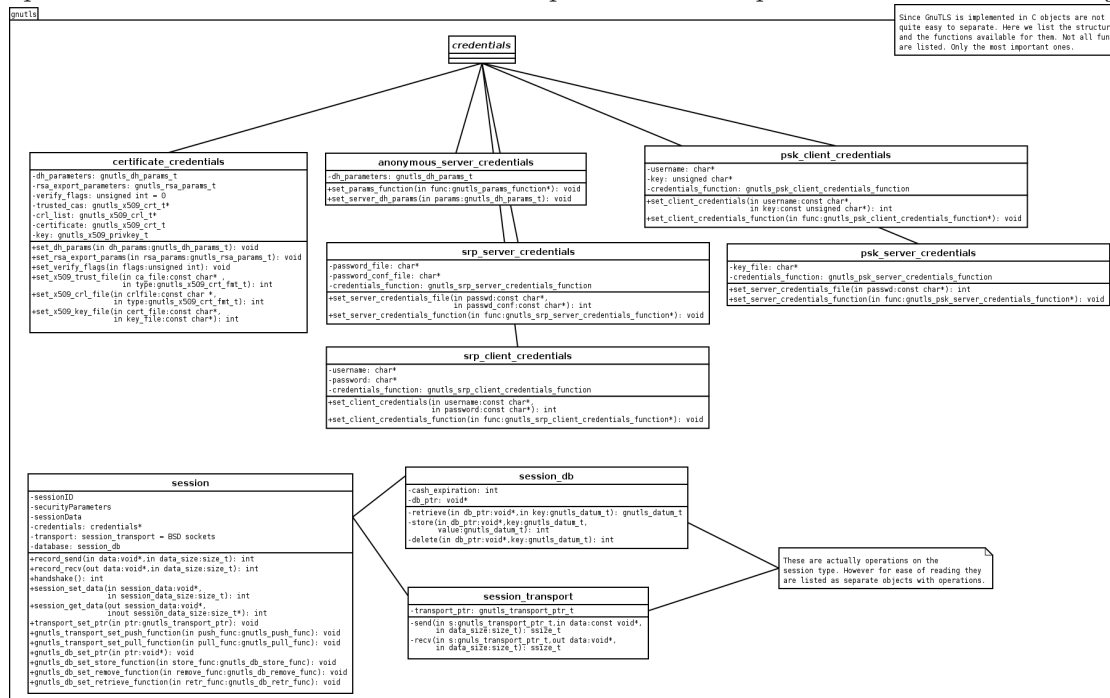 gnutls
Since GnuTLS is implemented in C objects are not
quite easy to separate. Here we list the structur
and the functions available for them. Not all fun
are listed. Only the most important ones.
credentials
certificate_credentials
-dh_parameters: gnutls_dh_params_t
-rsa_export_parameters: gnutls_rsa_params_t
-verify_flags: unsigned int = 0
-trusted_cas: gnutls_x509_crt_t*
-crl_list: gnutls_x509_crl_t*
-certificate: gnutls_x509_crt_t
-key: gnutls_x509_privkey_t
+set_dh_params(in dh_params:gnutls_dh_params_t): void
+set_rsa_export_params(in rsa_params:gnutls_rsa_params_t): void
+set_verify_flags(in flags:unsigned int): void
+set_x509_trust_file(in ca_file:const char* ,
in type:gnutls_x509_crt_fmt_t): int
+set_x509_crl_file(in crlfile:const char *,
in type:gnutls_x509_crt_fmt_t): int
+set_x509_key_file(in cert_file:const char*,
in key_file:const char*): int
anonymous_server_credentials
-dh_parameters: gnutls_dh_params_t
+set_params_function(in func:gnutls_params_function*): void
+set_server_dh_params(in params:gnutls_dh_params_t): void
psk_client_credentials
-username: char*
-key: unsigned char*
-credentials_function: gnutls_psk_client_credentials_function
+set_client_credentials(in username:const char*,
in key:const unsigned char*): int
+set_client_credentials_function(in func:gnutls_psk_client_credentials_function*): void
srp_server_credentials
-password_file: char*
-password_conf_file: char*
-credentials_function: gnutls_srp_server_credentials_function
+set_server_credentials_file(in passwd:const char*,
in passwd_conf:const char*): int
+set_server_credentials_function(in func:gnutls_srp_server_credentials_function*): void
psk_server_credentials
-key_file: char*
-credentials_function: gnutls_psk_server_credentials_function
+set_server_credentials_file(in passwd:const char*): int
+set_server_credentials_function(in func:gnutls_psk_server_credentials_function*): void
srp_client_credentials
-username: char*
-password: char*
-credentials_function: gnutls_srp_client_credentials_function
+set_client_credentials(in username:const char*,
in password:const char*): int
+set_client_credentials_function(in func:gnutls_srp_client_credentials_function*): void
session
-sessionID
-securityParameters
-sessionData
-credentials: credentials*
-transport: session_transport = BSD sockets
-database: session_db
+record_send(in data:void*,in data_size:size_t): int
+record_recv(out data:void*,in data_size:size_t): int
+handshake(): int
+session_set_data(in session_data:void*,
in session_data_size:size_t): int
+session_get_data(out session_data:void*,
inout session_data_size:size_t*): int
+transport_set_ptr(in ptr:gnutls_transport_ptr): void
+gnutls_transport_set_push_function(in push_func:gnutls_push_func): void
+gnutls_transport_set_pull_function(in pull_func:gnutls_pull_func): void
+gnutls_db_set_ptr(in ptr:void*): void
+gnutls_db_set_store_function(in store_func:gnutls_db_store_func): void
+gnutls_db_set_remove_function(in remove_func:gnutls_db_remove_func): void
+gnutls_db_set_retrieve_function(in retr_func:gnutls_db_retr_func): void
session_db
-cash_expiration: int
-db_ptr: void*
-retrieve(in db_ptr:void*,in key:gnutls_datum_t): gnutls_datum_t
-store(in db_ptr:void*,key:gnutls_datum_t,
value:gnutls_datum_t): int
-delete(in db_ptr:void*,key:gnutls_datum_t): int
session_transport
-transport_ptr: gnutls_transport_ptr_t
-send(in s:gnutls_transport_ptr_t,in data:const void*,
in data_size:size_t): ssize_t
-recv(in s:gnuls_transport_ptr_t,out data:void*,
in data_size:size_t): ssize_t
These are actually operations on the
session type. However for ease of reading they
are listed as separate objects with operations.